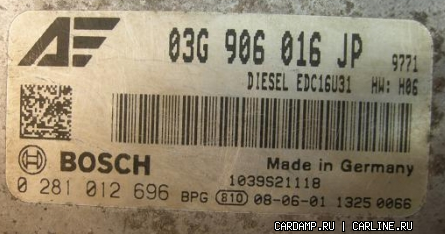 AE 03G 906 016 JP 9771
DIESEL EDC16U31 HW: H06
BOSCH
Made in Germany
1039S21118
0 281 012 696 BPG 810 08-06-01 1325 0066
CARDAMP.RU / CARLINE.RU